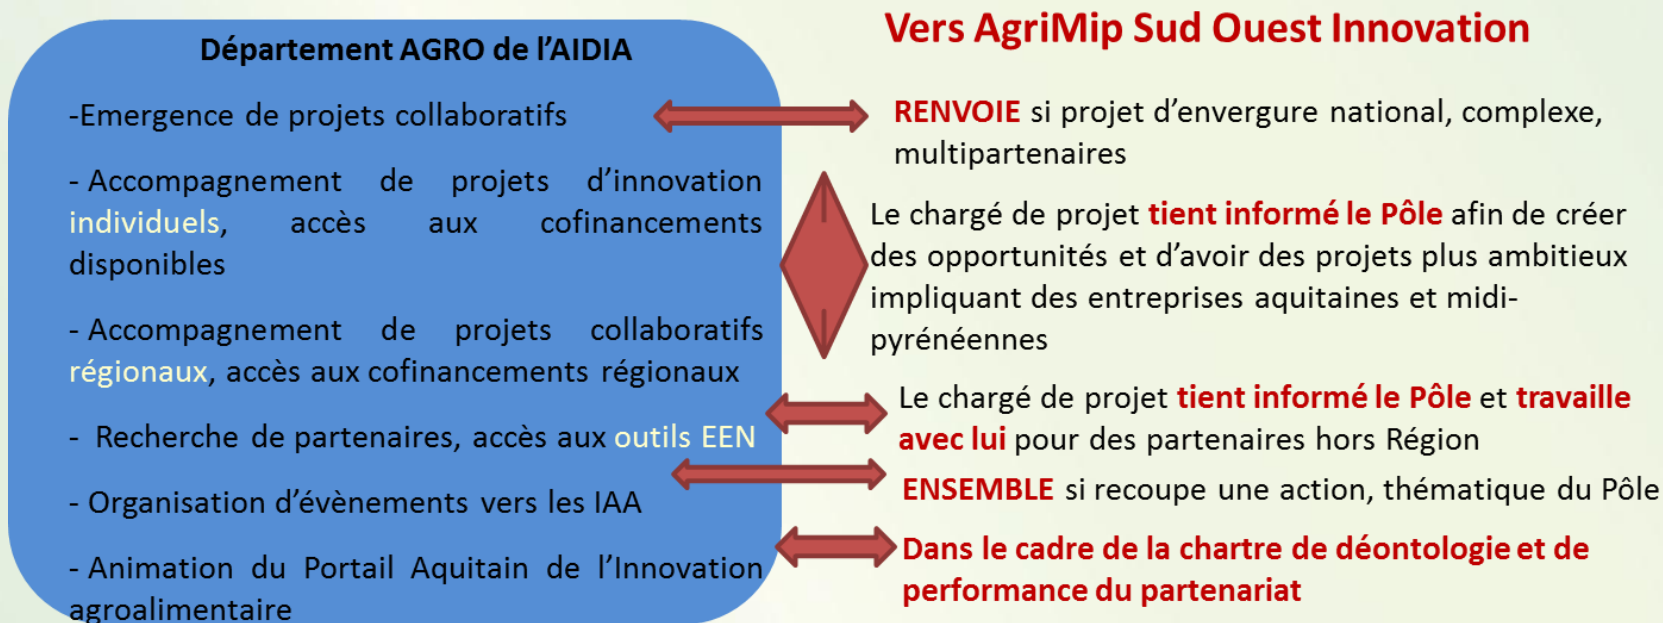 Département AGRO de l’AIDIA
-Emergence de projets collaboratifs
- Accompagnement de projets d’innovation
individuels, accès aux cofinancements
disponibles
- Accompagnement de projets collaboratifs
régionaux, accès aux cofinancements régionaux
- Recherche de partenaires, accès aux outils EEN
- Organisation d’évènements vers les IAA
- Animation du Portail Aquitain de l’Innovation
agroalimentaire
Vers AgriMip Sud Ouest Innovation
RENVOIE si projet d’envergure national, complexe,
multipartenaires
Le chargé de projet tient informé le Pôle afin de créer
des opportunités et d’avoir des projets plus ambitieux
impliquant des entreprises aquitaines et midi-
pyrénéennes
Le chargé de projet tient informé le Pôle et travaille
avec lui pour des partenaires hors Région
ENSEMBLE si recoupe une action, thématique du Pôle
Dans le cadre de la chartre de déontologie et de
performance du partenariat